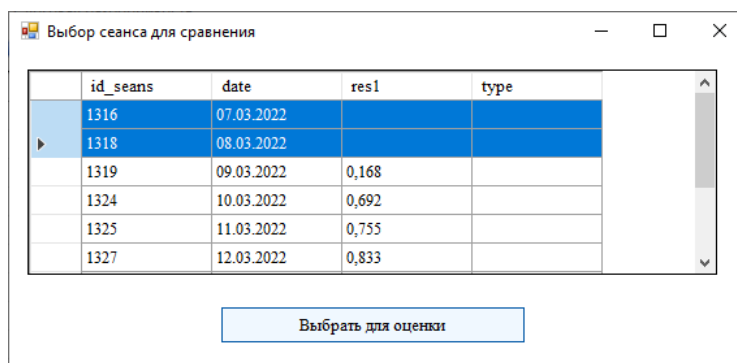 Выбор сеанса для сравнения
id_seans date res1 type
1316 07.03.2022
1318 08.03.2022
1319 09.03.2022 0,168
1324 10.03.2022 0,692
1325 11.03.2022 0,755
1327 12.03.2022 0,833
Выбрать для оценки